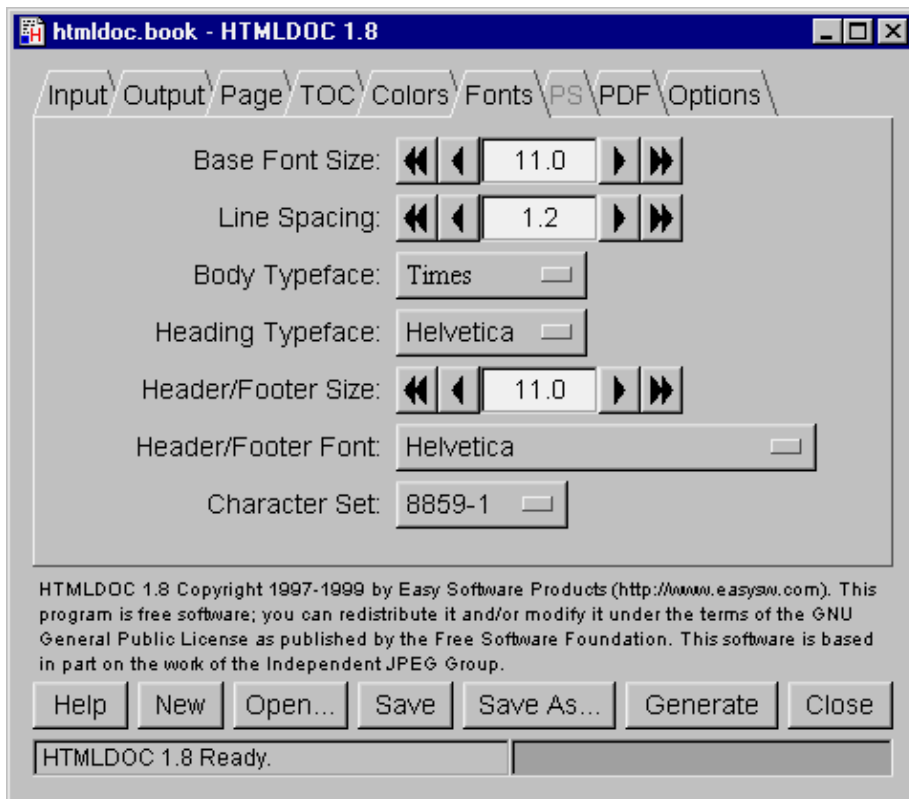 htmldoc.book - HTMLDOC 1.8
Input Output Page TOC Colors Fonts PS PDF Options
Base Font Size: 11.0
Line Spacing: 1.2
Body Typeface: Times
Heading Typeface: Helvetica
Header/Footer Size: 11.0
Header/Footer Font: Helvetica
Character Set: 8859-1
HTMLDOC 1.8 Copyright 1997-1999 by Easy Software Products (http://www.easysw.com). This
program is free software; you can redistribute it and/or modify it under the terms of the GNU
General Public License as published by the Free Software Foundation. This software is based
in part on the work of the Independent JPEG Group.
Help New Open... Save Save As... Generate Close
HTMLDOC 1.8 Ready.